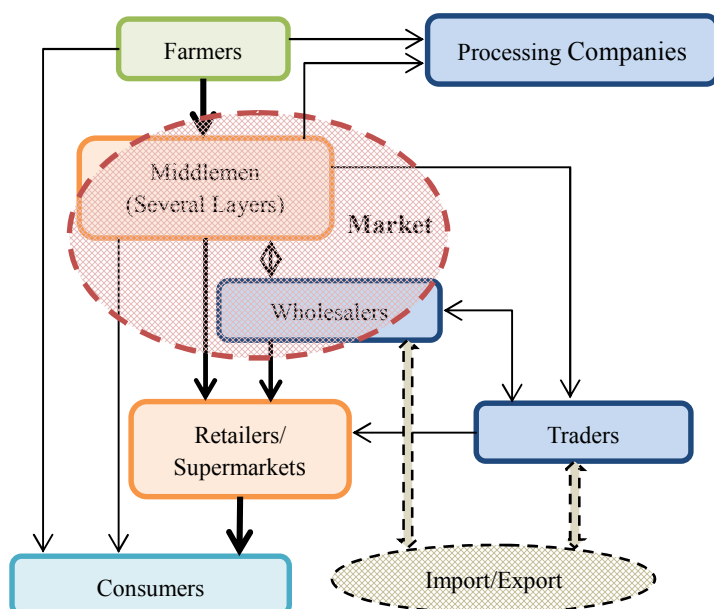 Farmers
Processing Companies
Middlemen
(Several Layers)
Market
Wholesalers
Retailers/
Supermarkets
Traders
Consumers
Import/Export